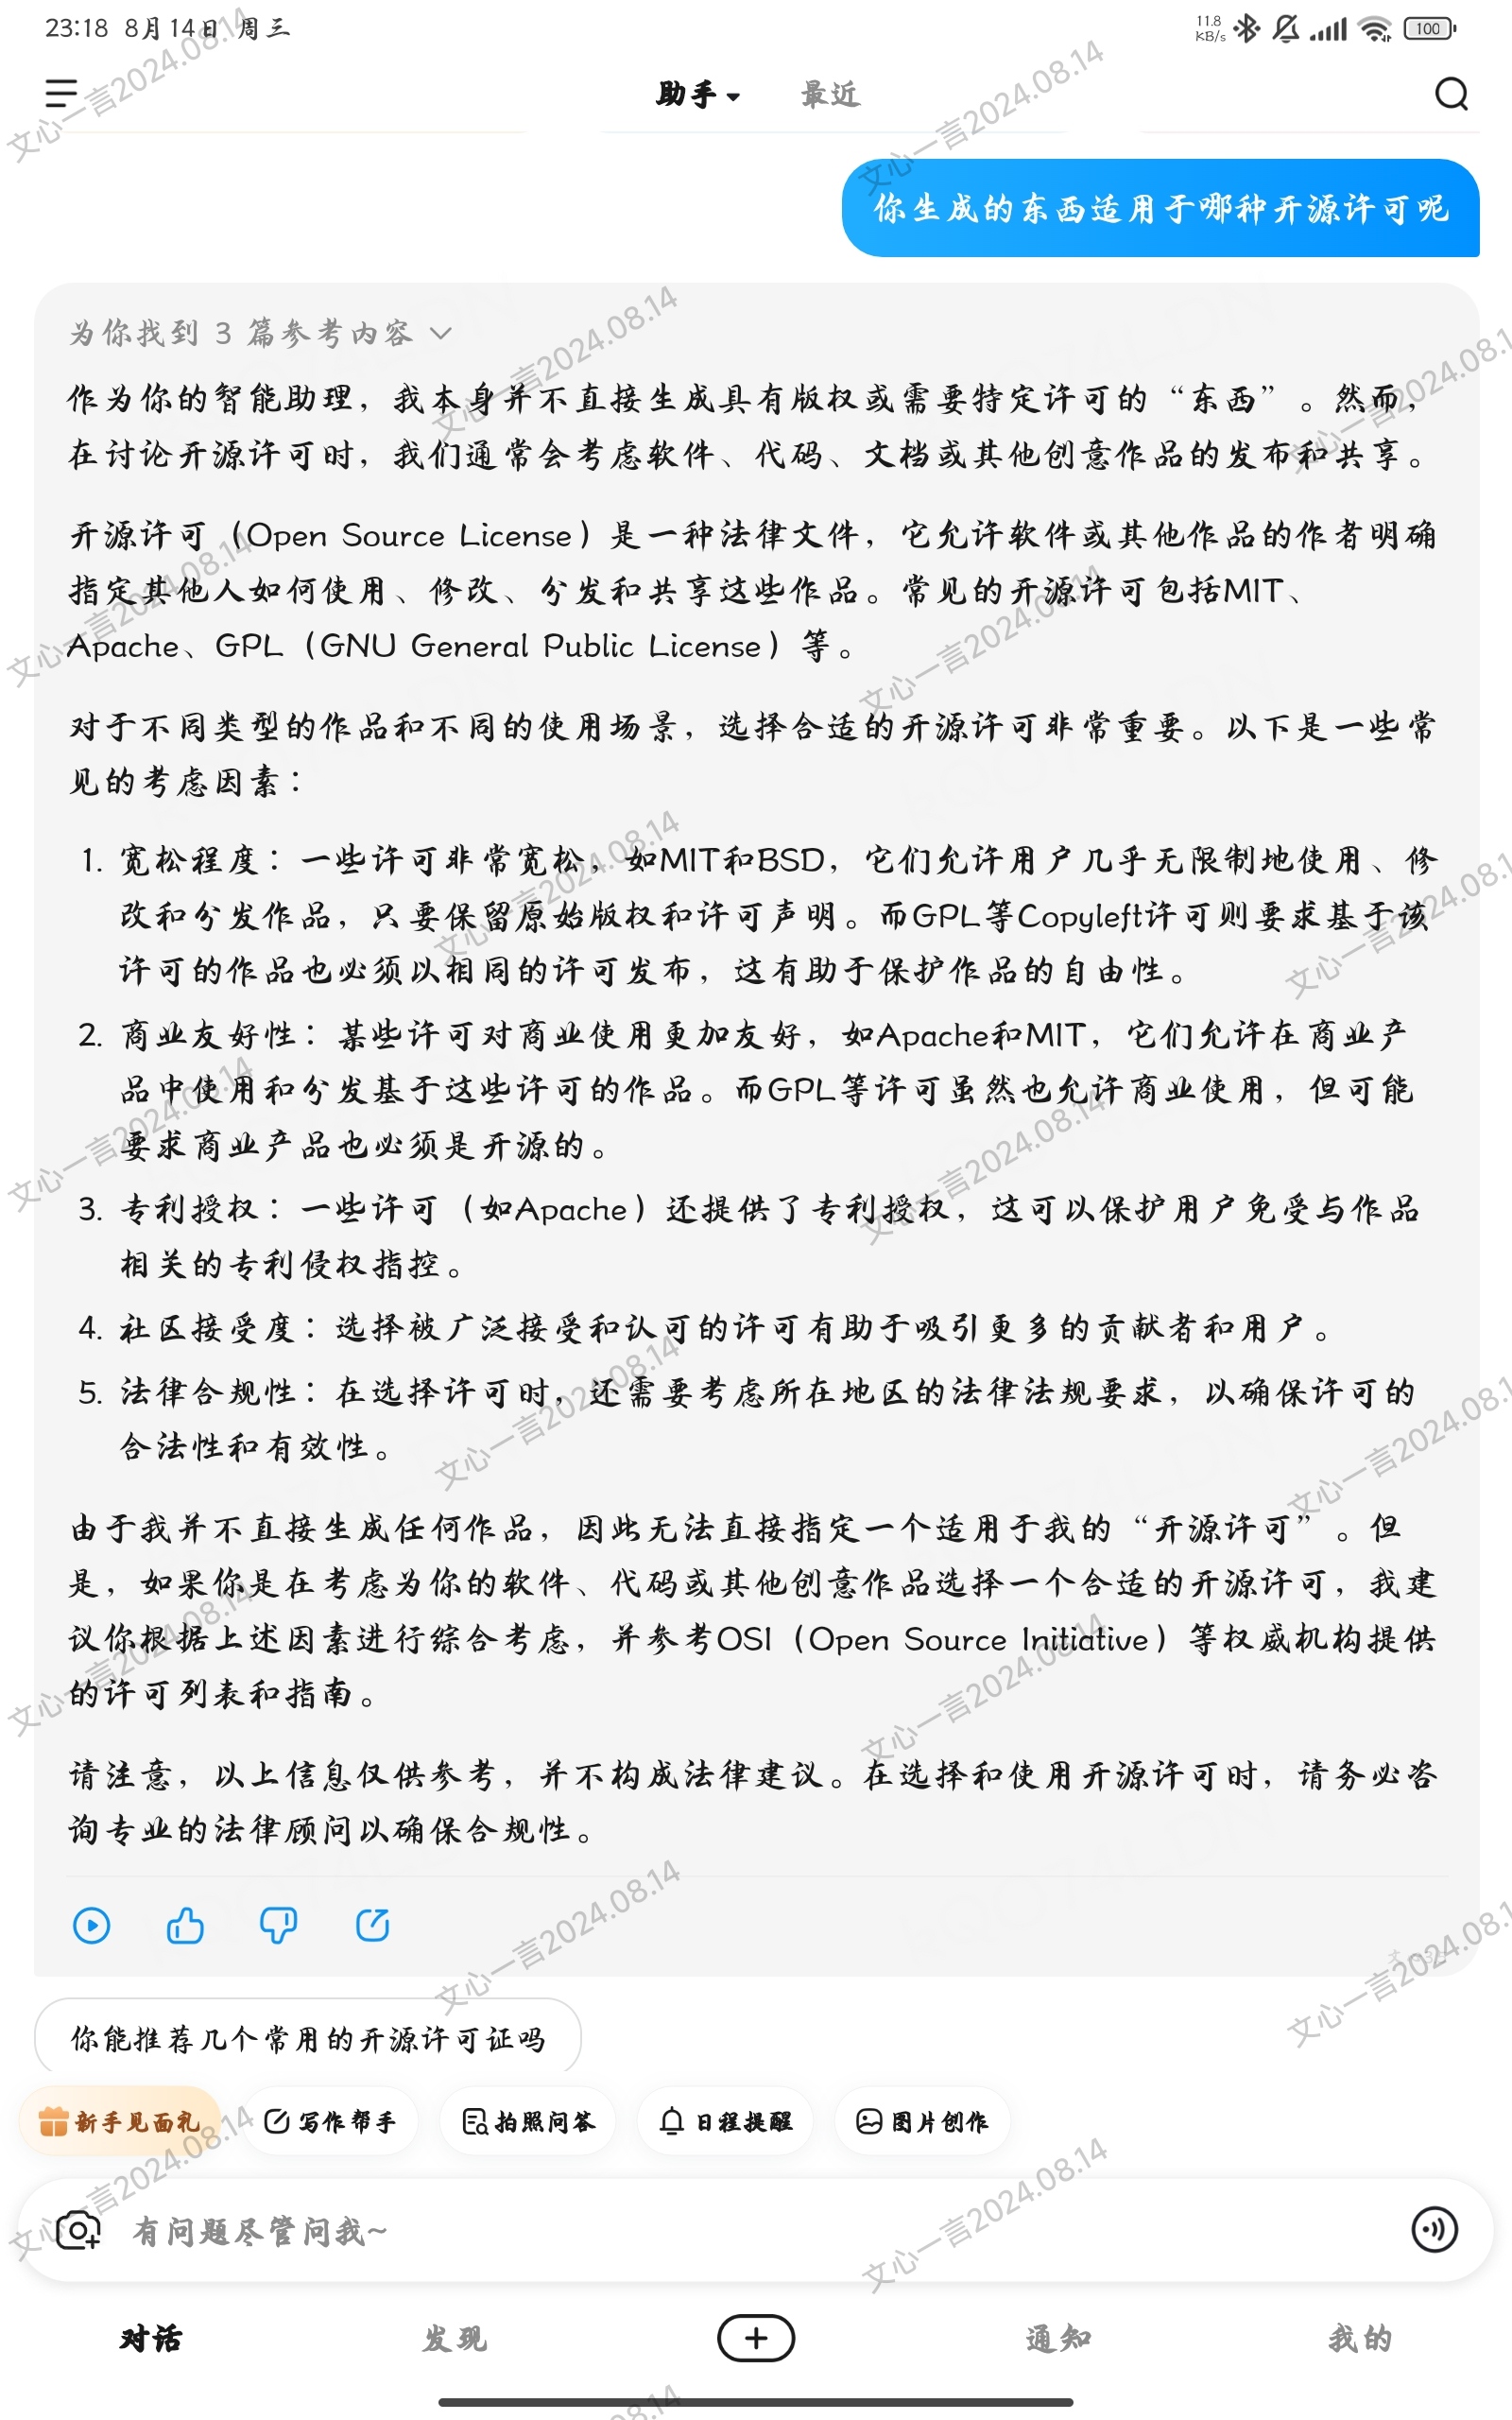 23:18 8月14日 周三
11.8 KB/s
100
助手
最近
你生成的东西适用于哪种开源许可呢
为你找到 3 篇参考内容
作为你的智能助理，我本身并不直接生成具有版权或需要特定许可的“东西”。然而，
在讨论开源许可时，我们通常会考虑软件、代码、文档或其他创意作品的发布和共享。
开源许可（Open Source License）是一种法律文件，它允许软件或其他作品的作者明确
指定其他人如何使用、修改、分发和共享这些作品。常见的开源许可包括MIT、
Apache、GPL（GNU General Public License）等。
对于不同类型的作品和不同的使用场景，选择合适的开源许可非常重要。以下是一些常
见的考虑因素：
1. 宽松程度：一些许可非常宽松，如MIT和BSD，它们允许用户几乎无限制地使用、修
改和分发作品，只要保留原始版权和许可声明。而GPL等Copyleft许可则要求基于该
许可的作品也必须以相同的许可发布，这有助于保护作品的自由性。
2. 商业友好性：某些许可对商业使用更加友好，如Apache和MIT，它们允许在商业产
品中使用和分发基于这些许可的作品。而GPL等许可虽然也允许商业使用，但可能
要求商业产品也必须是开源的。
3. 专利授权：一些许可（如Apache）还提供了专利授权，这可以保护用户免受与作品
相关的专利侵权指控。
4. 社区接受度：选择被广泛接受和认可的许可有助于吸引更多的贡献者和用户。
5. 法律合规性：在选择许可时，还需要考虑所在地区的法律法规要求，以确保许可的
合法性和有效性。
由于我并不直接生成任何作品，因此无法直接指定一个适用于我的“开源许可”。但
是，如果你是在考虑为你的软件、代码或其他创意作品选择一个合适的开源许可，我建
议你根据上述因素进行综合考虑，并参考OSI（Open Source Initiative）等权威机构提供
的许可列表和指南。
请注意，以上信息仅供参考，并不构成法律建议。在选择和使用开源许可时，请务必咨
询专业的法律顾问以确保合规性。
你能推荐几个常用的开源许可证吗
新手见面礼
写作帮手
拍照问答
日程提醒
图片创作
有问题尽管问我~
对话
发现
通知
我的
文心一言2024.08.14